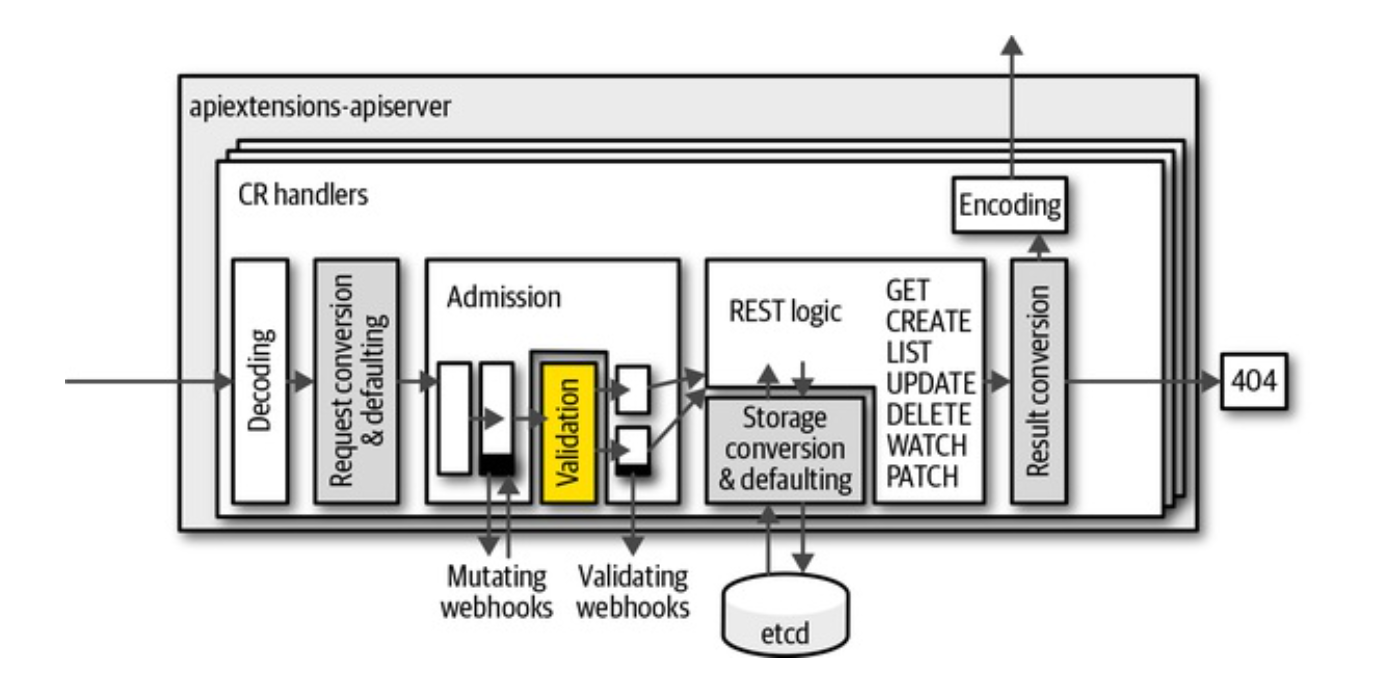 apiextensions-apiserver
CR handlers
Encoding
Decoding
Request conversion
& defaulting
Admission
Validation
REST logic
GET
CREATE
LIST
UPDATE
DELETE
WATCH
PATCH
Storage
conversion
& defaulting
Result conversion
404
Mutating
webhooks
Validating
webhooks
etcd